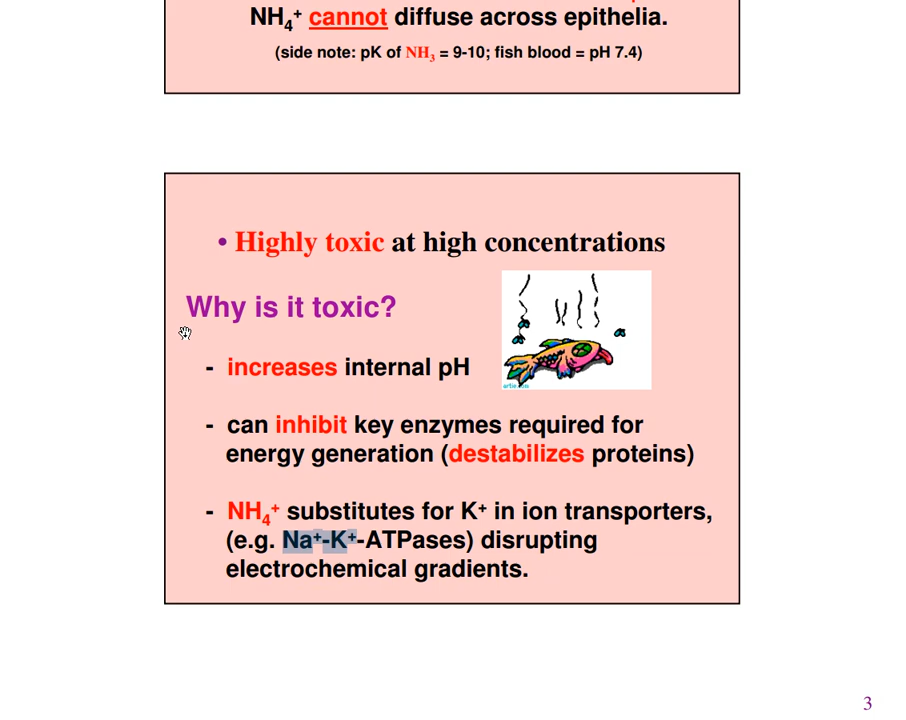 NH₄⁺ cannot diffuse across epithelia.
(side note: pK of NH₃ = 9-10; fish blood = pH 7.4)
• Highly toxic at high concentrations
Why is it toxic?
- increases internal pH
- can inhibit key enzymes required for
energy generation (destabilizes proteins)
- NH₄⁺ substitutes for K⁺ in ion transporters,
(e.g. Na⁺-K⁺-ATPases) disrupting
electrochemical gradients.
3